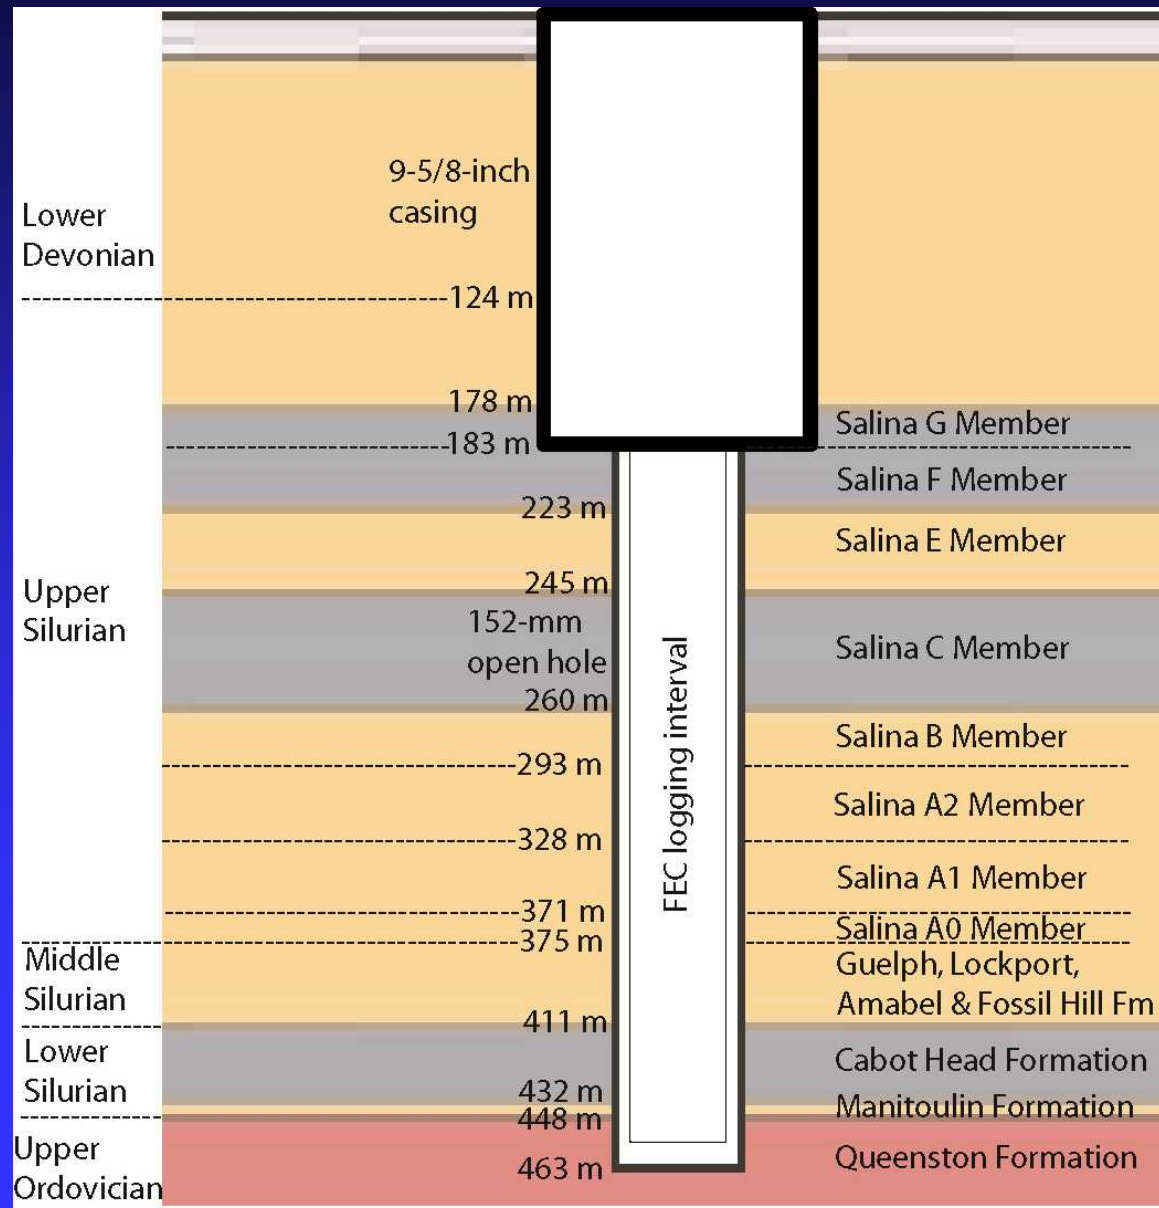 9-5/8-inch
casing
Lower
Devonian
124 m
178 m
Salina G Member
183 m
Salina F Member
223 m
Salina E Member
245 m
Upper
Silurian
152-mm
open hole
Salina C Member
260 m
FEC logging interval
Salina B Member
293 m
Salina A2 Member
328 m
Salina A1 Member
371 m
Salina A0 Member
375 m
Middle
Silurian
Guelph, Lockport,
Amabel & Fossil Hill Fm
411 m
Lower
Silurian
Cabot Head Formation
432 m
Manitoulin Formation
448 m
Upper
Ordovician
Queenston Formation
463 m